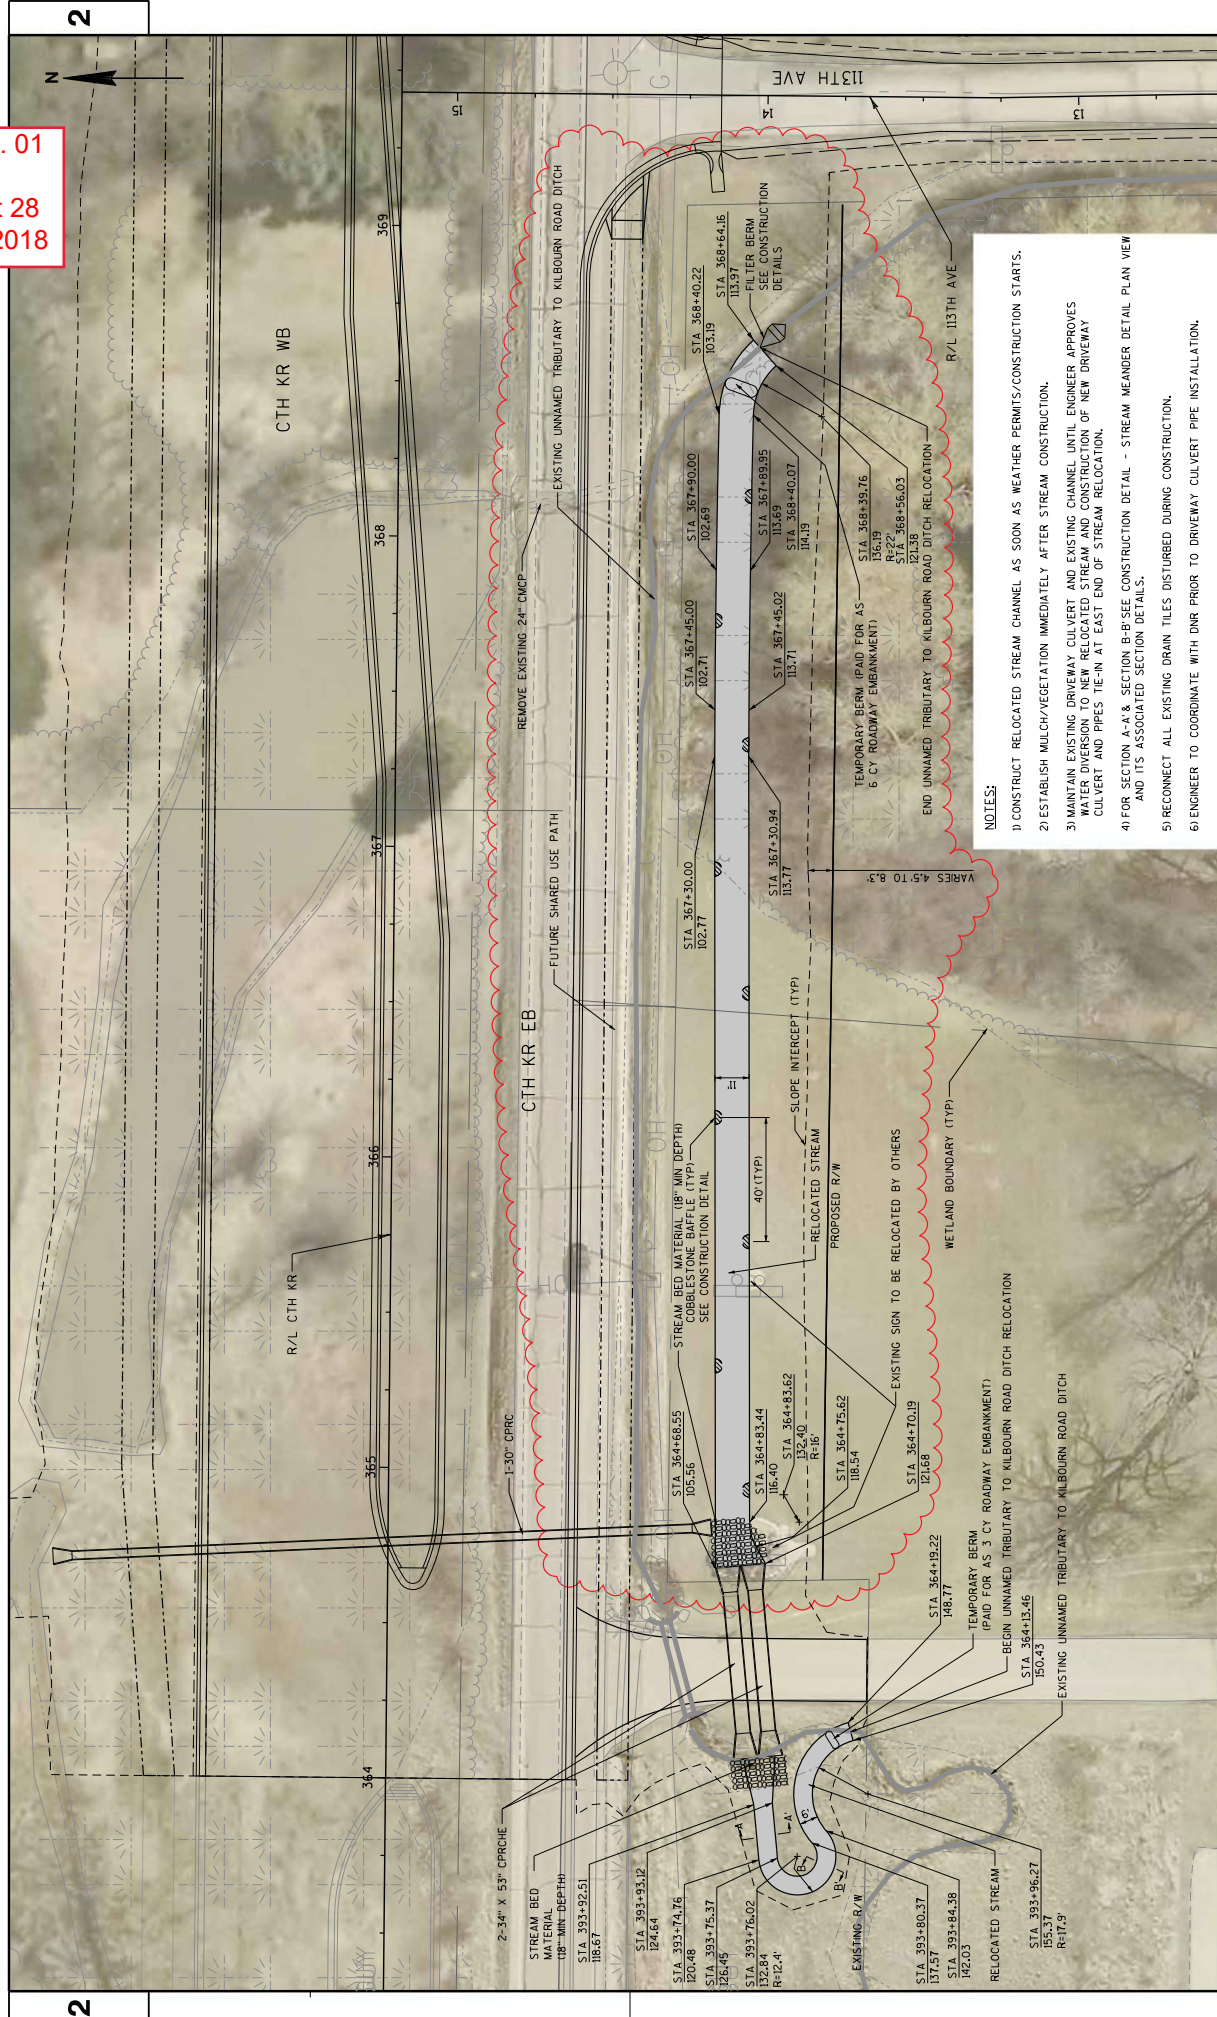 2
2
N
. 01
: 28
2018
113TH AVE
15
14
13
CTH KR WB
369
368
367
366
365
364
R/L CTH KR
CTH KR EB
EXISTING UNNAMED TRIBUTARY TO KILBOURN ROAD DITCH
REMOVE EXISTING 24" CMCP
FUTURE SHARED USE PATH
1-30" CPRC
STA 368+40.22
103.19
STA 368+64.16
113.97
FILTER BERM
SEE CONSTRUCTION
DETAILS
R/L 113TH AVE
STA 367+90.00
102.69
STA 367+89.95
113.69
STA 368+40.07
114.19
STA 368+39.76
136.19
R=22'
STA 368+56.03
121.38
END UNNAMED TRIBUTARY TO KILBOURN ROAD DITCH RELOCATION
STA 367+45.00
102.71
STA 367+45.02
113.71
TEMPORARY BERM (PAID FOR AS
6 CY ROADWAY EMBANKMENT)
STA 367+30.00
102.77
STA 367+30.94
113.77
VARIES 4.5' TO 8.3'
SLOPE INTERCEPT (TYP)
11'
40' (TYP)
STREAM BED MATERIAL (18" MIN DEPTH)
COBBLESTONE BAFFLE (TYP)
SEE CONSTRUCTION DETAIL
RELOCATED STREAM
PROPOSED R/W
WETLAND BOUNDARY (TYP)
EXISTING SIGN TO BE RELOCATED BY OTHERS
STA 364+68.55
105.56
STA 364+83.44
116.40
STA 364+83.62
132.40
R=16'
STA 364+75.62
118.54
STA 364+70.19
121.68
STA 364+19.22
148.77
TEMPORARY BERM
(PAID FOR AS 3 CY ROADWAY EMBANKMENT)
BEGIN UNNAMED TRIBUTARY TO KILBOURN ROAD DITCH RELOCATION
STA 364+13.46
150.43
EXISTING UNNAMED TRIBUTARY TO KILBOURN ROAD DITCH
2-34" X 53" CPRCHE
STREAM BED
MATERIAL
(18" MIN DEPTH)
STA 393+92.51
118.67
STA 393+93.12
124.64
STA 393+74.76
120.48
STA 393+75.37
126.45
STA 393+76.02
132.84
R=12.4'
A
A'
B
B'
6'
EXISTING R/W
STA 393+80.37
137.57
STA 393+84.38
142.03
RELOCATED STREAM
STA 393+96.27
155.37
R=17.9'
NOTES:
1) CONSTRUCT RELOCATED STREAM CHANNEL AS SOON AS WEATHER PERMITS/CONSTRUCTION STARTS.
2) ESTABLISH MULCH/VEGETATION IMMEDIATELY AFTER STREAM CONSTRUCTION.
3) MAINTAIN EXISTING DRIVEWAY CULVERT AND EXISTING CHANNEL UNTIL ENGINEER APPROVES
WATER DIVERSION TO NEW RELOCATED STREAM AND CONSTRUCTION OF NEW DRIVEWAY
CULVERT AND PIPES TIE-IN AT EAST END OF STREAM RELOCATION.
4) FOR SECTION A-A' & SECTION B-B' SEE CONSTRUCTION DETAIL - STREAM MEANDER DETAIL PLAN VIEW
AND ITS ASSOCIATED SECTION DETAILS.
5) RECONNECT ALL EXISTING DRAIN TILES DISTURBED DURING CONSTRUCTION.
6) ENGINEER TO COORDINATE WITH DNR PRIOR TO DRIVEWAY CULVERT PIPE INSTALLATION.